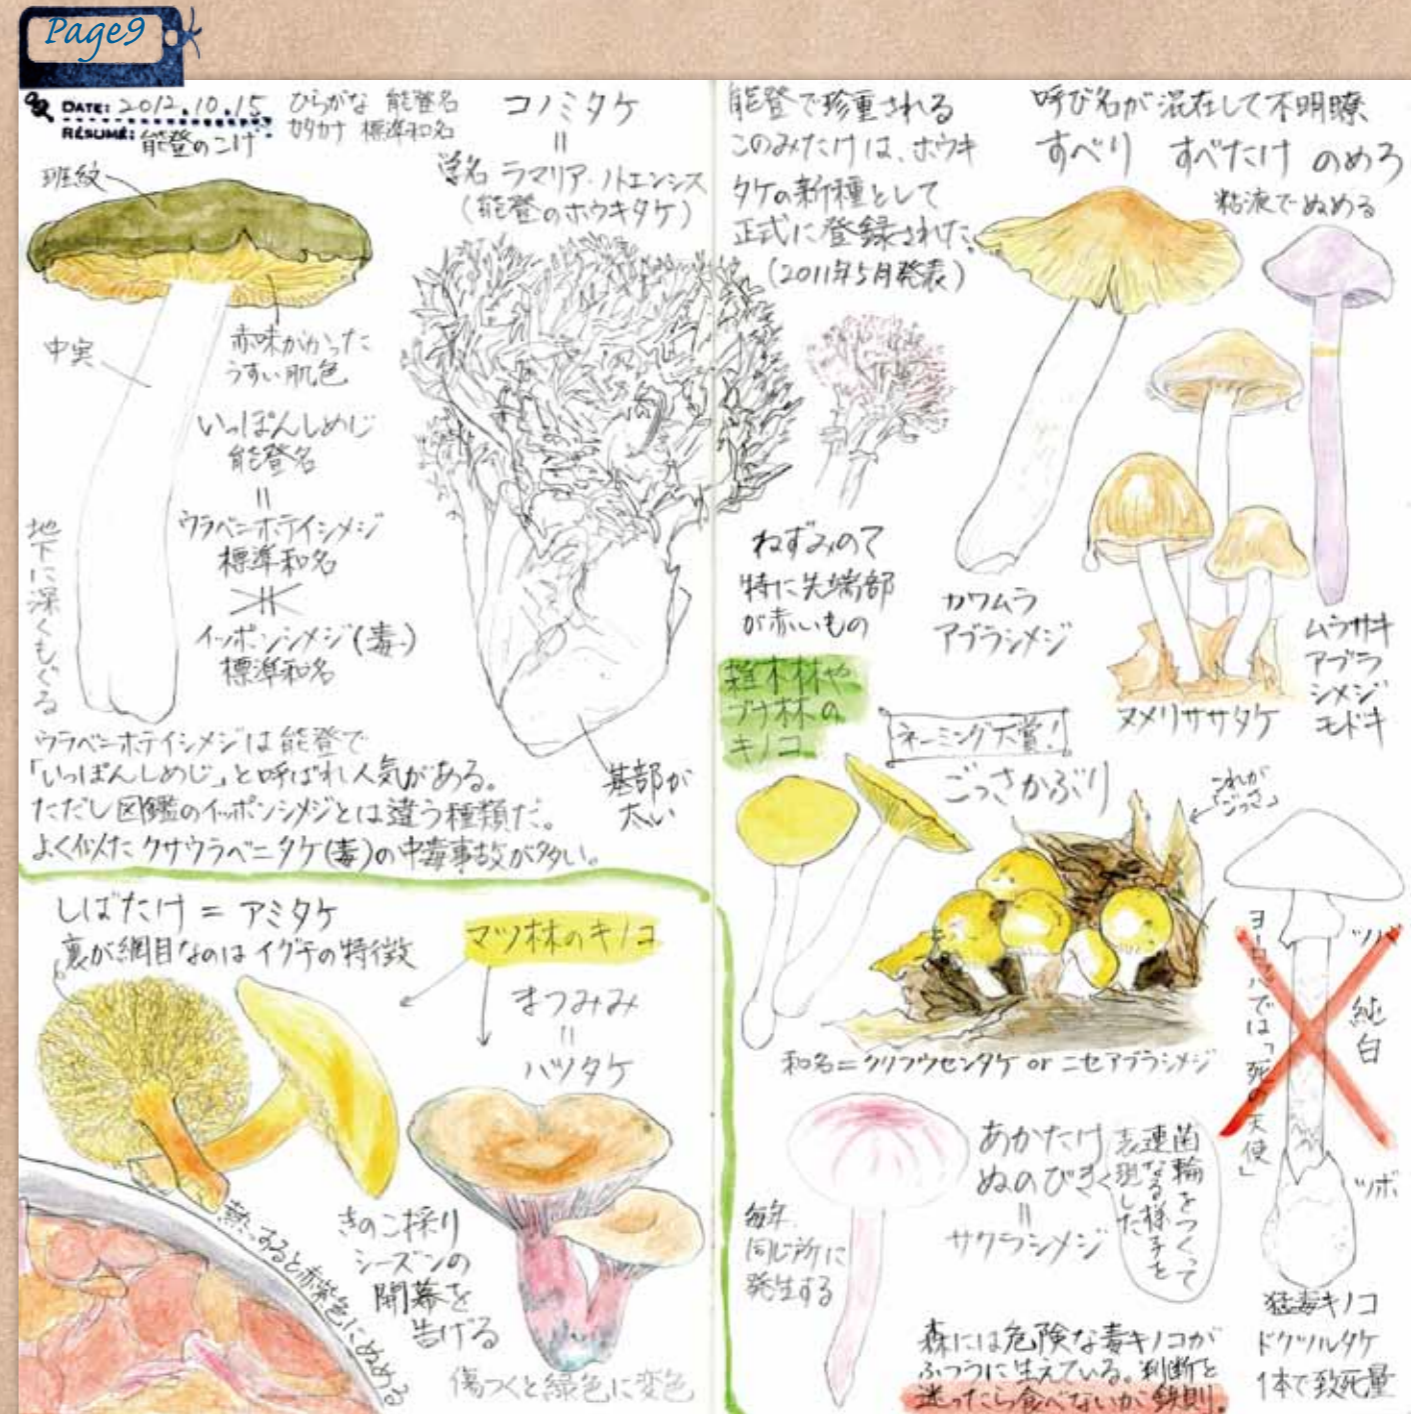 Page9
DATE: 2012.10.15
RÉSUMÉ: 能登のこけ
ひらがな 能登名
カタカナ 標準和名
斑紋
中実
赤味がかった
うすい肌色
いっぽんしめじ
能登名
||
ウラベニホテイシメジ
標準和名
イッポンシメジ(毒)
標準和名
地下に深くもぐる
ウラベニホテイシメジは能登で
「いっぽんしめじ」と呼ばれ人気がある。
ただし図鑑のイッポンシメジとは違う種類だ。
よく似たクサウラベニタケ(毒)の中毒事故が多い。
コノミタケ
||
学名 ラマリア・ノトエンシス
(能登のホウキタケ)
基部が
太い
能登で珍重される
このみたけは、ホウキ
タケの新種として
正式に登録された。
(2011年5月発表)
ねずみのて
特に先端部
が赤いもの
呼び名が混在して不明瞭
すべり すべたけ のめろ
粘液でぬめる
カワムラ
アブラシメジ
ヌメリササタケ
ムラサキ
アブラ
シメジ
モドキ
雑木林や
ブナ林の
キノコ
ネーミング大賞!
ごっさかぶり
これが
「ごっさ」
和名=クリフウセンタケ or ニセアブラシメジ
しばたけ = アミタケ
裏が網目なのはイグチの特徴
マツ林のキノコ
まつみみ
||
ハツタケ
熱すると赤紫色にぬめる
きのこ採り
シーズンの
開幕を
告げる
傷つくと緑色に変色
毎年
同じ所に
発生する
あかたけ
ぬのびき
||
サクラシメジ
菌輪をつくって
連なる様子を
表現した
ヨーロッパでは「死の天使」
ツバ
純白
ツボ
猛毒キノコ
ドクツルタケ
1本で致死量
森には危険な毒キノコが
ふつうに生えている。判断を
迷ったら食べないが鉄則。